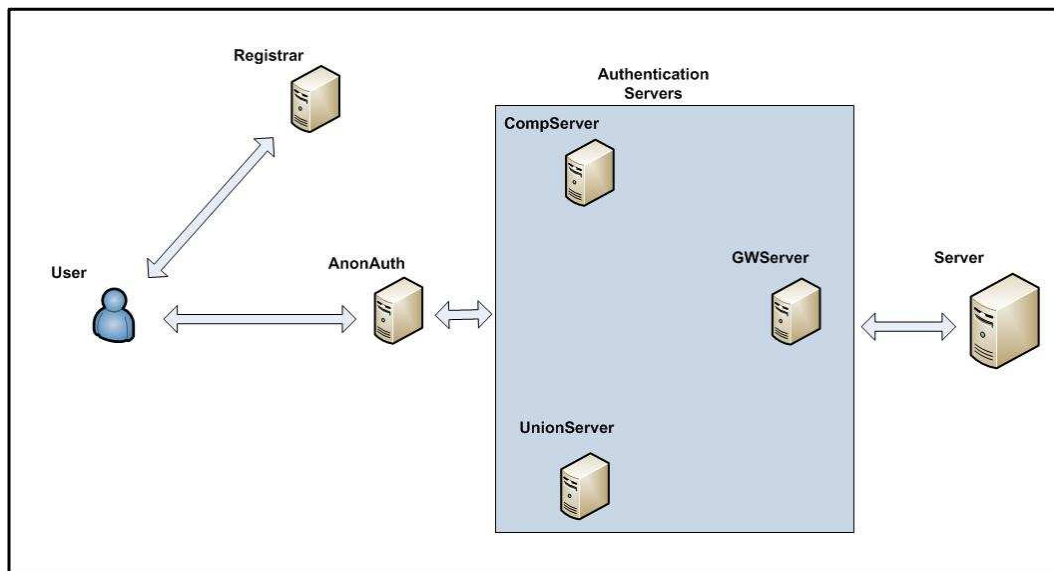 Registrar
Authentication
Servers
CompServer
User
AnonAuth
GWServer
Server
UnionServer